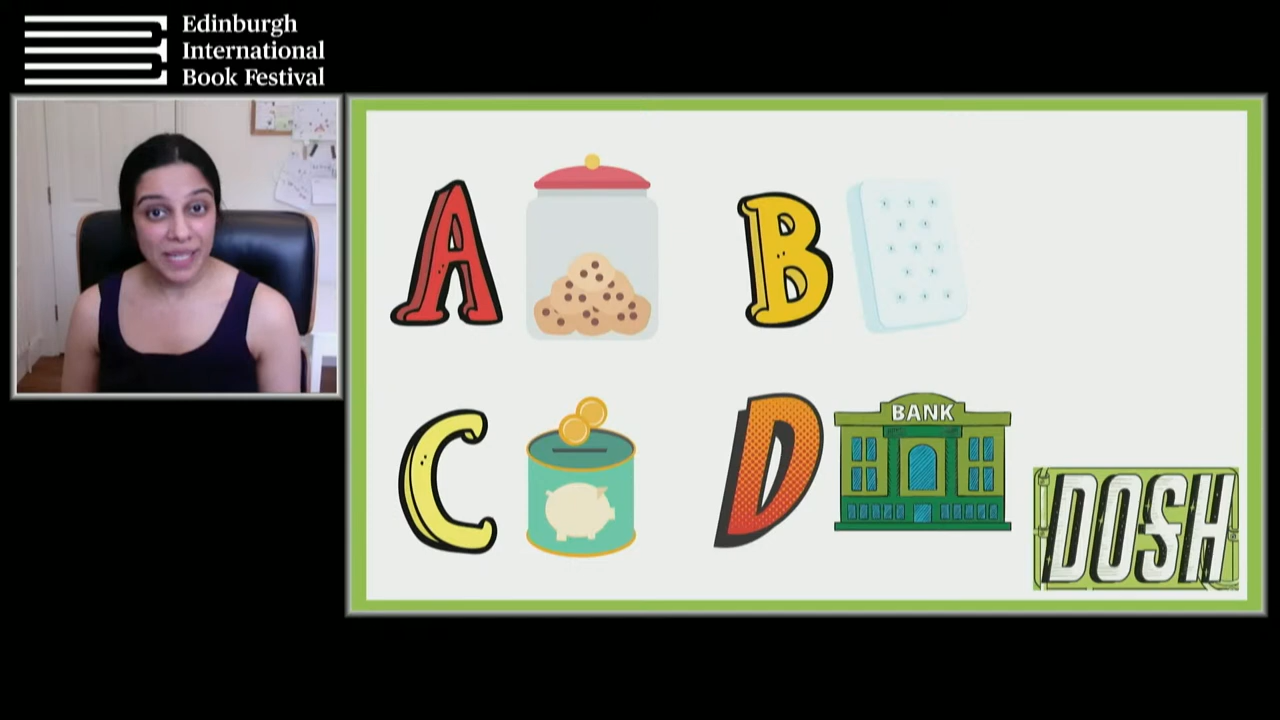 Edinburgh
International
Book Festival
A
B
C
D
BANK
DOSH